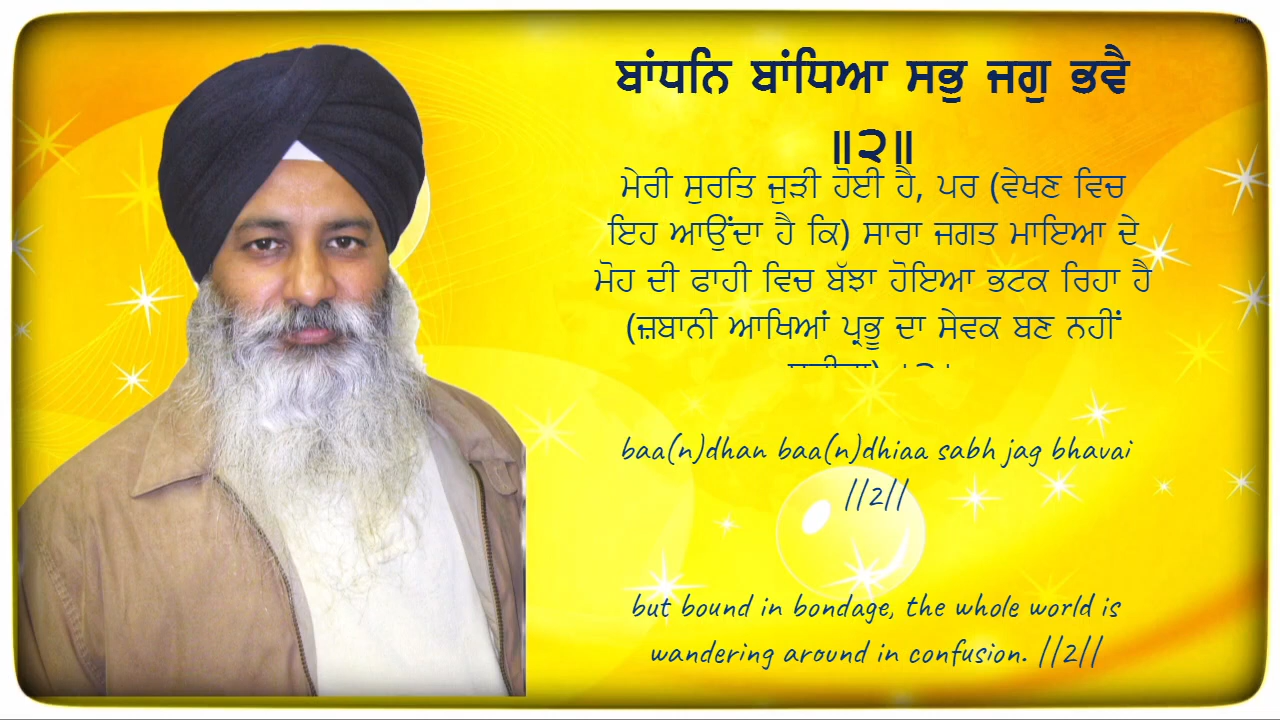 ਬਾਂਧਨਿ ਬਾਂਧਿਆ ਸਭੁ ਜਗੁ ਭਵੈ
॥੨॥
ਮੇਰੀ ਸੁਰਤਿ ਜੁੜੀ ਹੋਈ ਹੈ, ਪਰ (ਵੇਖਣ ਵਿਚ
ਇਹ ਆਉਂਦਾ ਹੈ ਕਿ) ਸਾਰਾ ਜਗਤ ਮਾਇਆ ਦੇ
ਮੋਹ ਦੀ ਫਾਹੀ ਵਿਚ ਬੱਝਾ ਹੋਇਆ ਭਟਕ ਰਿਹਾ ਹੈ
(ਜ਼ਬਾਨੀ ਆਖਿਆਂ ਪ੍ਰਭੂ ਦਾ ਸੇਵਕ ਬਣ ਨਹੀਂ
baa(n)dhan baa(n)dhiaa sabh jag bhavai
||2||
but bound in bondage, the whole world is
wandering around in confusion. ||2||